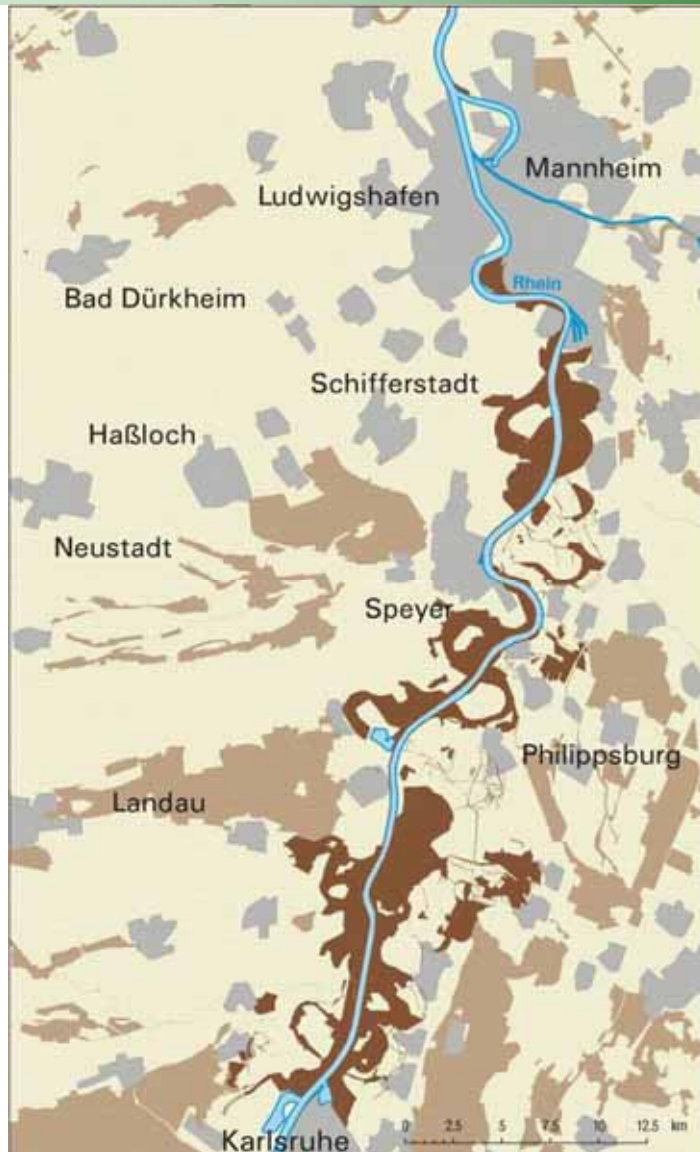 Mannheim
Ludwigshafen
Rhein
Bad Dürkheim
Schifferstadt
Haßloch
Neustadt
Speyer
Philippsburg
Landau
Karlsruhe
0 2.5 5 7.5 10 12.5 km